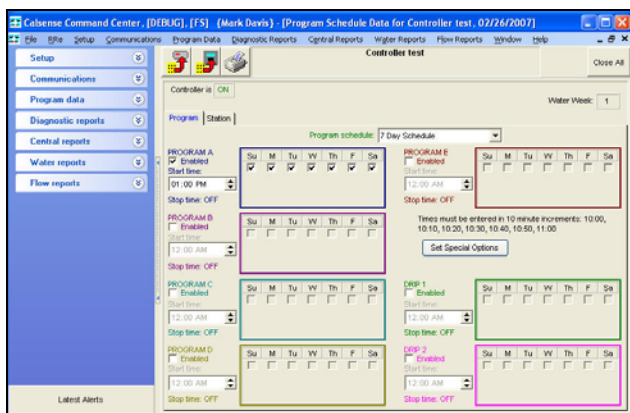 Calsense Command Center, [DEBUG], [FS] {Mark Davis} - [Program Schedule Data for Controller test, 02/26/2007]
File BRe Setup Communications Program Data Diagnostic Reports Central Reports Water Reports Flow Reports Window Help
Controller test
Close All
Setup
Communications
Program data
Diagnostic reports
Central reports
Water reports
Flow reports
Latest Alerts
Controller is ON
Water Week: 1
Program Station
Program schedule: 7 Day Schedule
PROGRAM A
Enabled
Start time:
01:00 PM
Stop time: OFF
Su M Tu W Th F Sa
PROGRAM B
Enabled
Start time:
12:00 AM
Stop time: OFF
Su M Tu W Th F Sa
PROGRAM C
Enabled
Start time:
12:00 AM
Stop time: OFF
Su M Tu W Th F Sa
PROGRAM D
Enabled
Start time:
12:00 AM
Stop time: OFF
Su M Tu W Th F Sa
PROGRAM E
Enabled
Start time:
12:00 AM
Stop time: OFF
Su M Tu W Th F Sa
Times must be entered in 10 minute increments: 10:00,
10:10, 10:20, 10:30, 10:40, 10:50, 11:00
Set Special Options
DRIP 1
Enabled
Start time:
12:00 AM
Stop time: OFF
Su M Tu W Th F Sa
DRIP 2
Enabled
Start time:
12:00 AM
Stop time: OFF
Su M Tu W Th F Sa